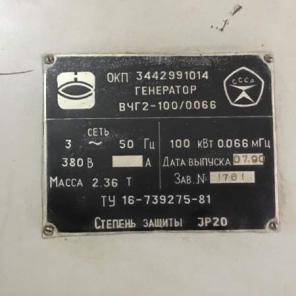 ОКП 3442991014
ГЕНЕРАТОР
ВЧГ2-100/0066
СССР
СЕТЬ
3 ~ 50 Гц
100 кВт 0.066 мГц
380 В А
ДАТА ВЫПУСКА 07.90
МАССА 2.36 Т
ЗАВ.№ 1761
ТУ 16-739275-81
СТЕПЕНЬ ЗАЩИТЫ JP20